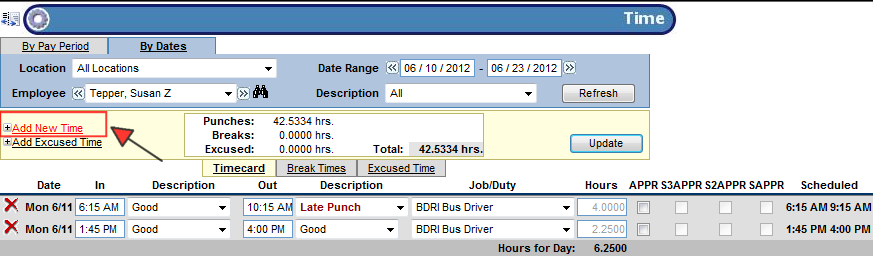 Time
By Pay Period By Dates
Location All Locations Date Range << 06 / 10 / 2012 - 06 / 23 / 2012 >>
Employee << Tepper, Susan Z >> Description All Refresh
Add New Time
Add Excused Time
Punches: 42.5334 hrs.
Breaks: 0.0000 hrs.
Excused: 0.0000 hrs. Total: 42.5334 hrs.
Update
Timecard Break Times Excused Time
Date In Description Out Description Job/Duty Hours APPR S3APPR S2APPR SAPPR Scheduled
Mon 6/11 6:15 AM Good 10:15 AM Late Punch BDRI Bus Driver 4.0000 6:15 AM 9:15 AM
Mon 6/11 1:45 PM Good 4:00 PM Good BDRI Bus Driver 2.2500 1:45 PM 4:00 PM
Hours for Day: 6.2500